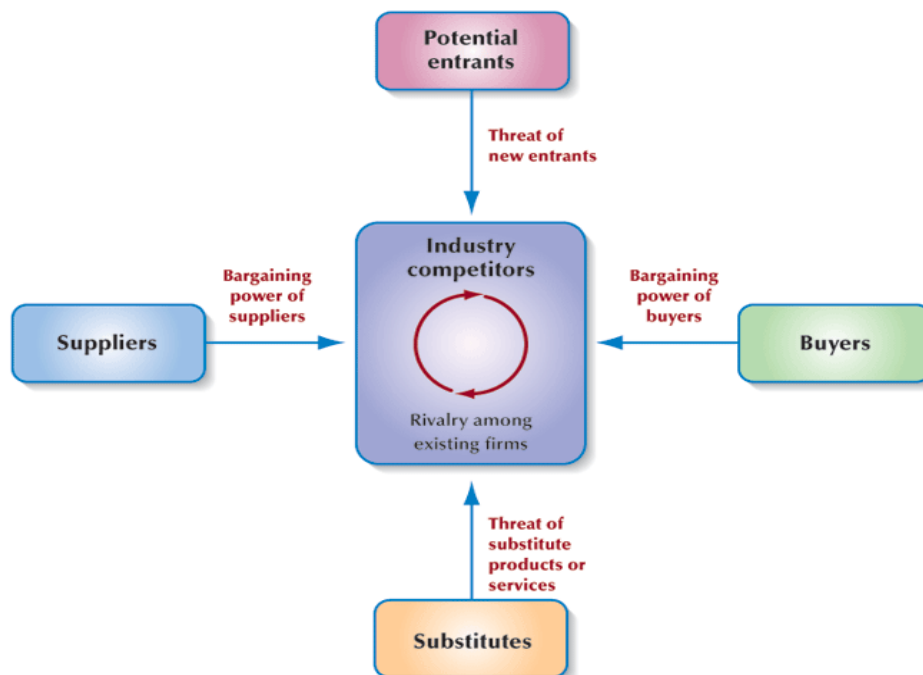 Potential
entrants
Threat of
new entrants
Industry
competitors
Bargaining
power of
suppliers
Bargaining
power of
buyers
Suppliers
Buyers
Rivalry among
existing firms
Threat of
substitute
products or
services
Substitutes